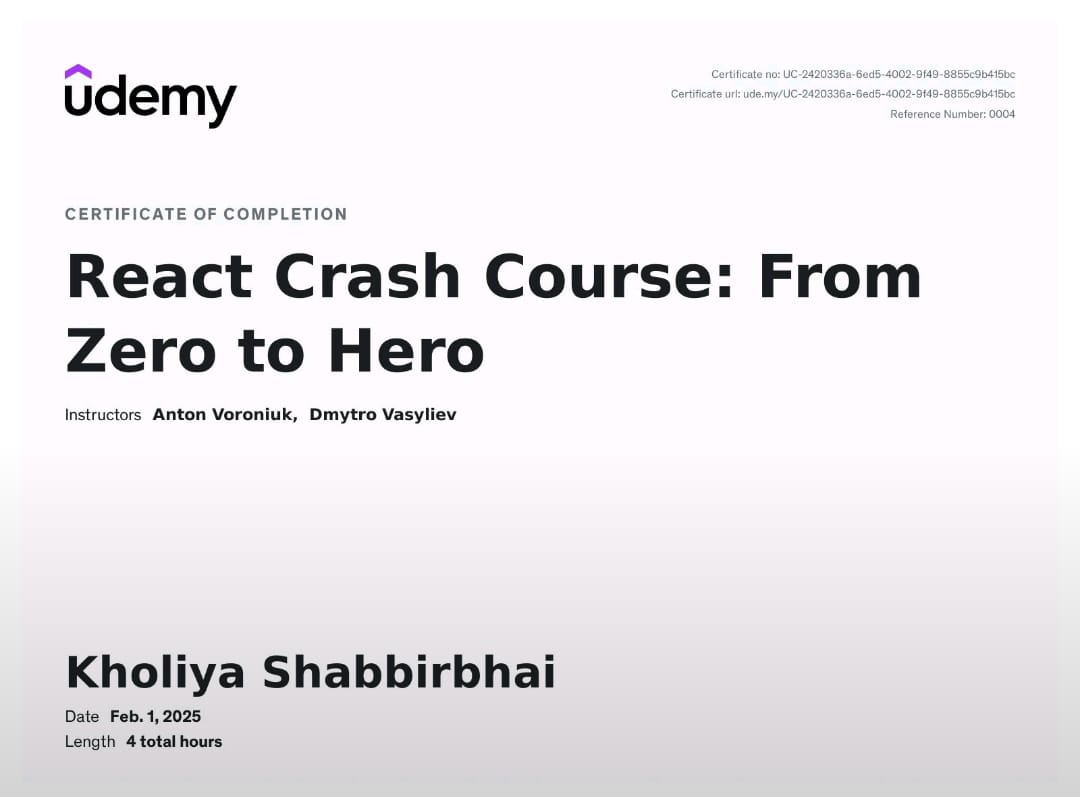 udemy
Certificate no: UC-2420336a-6ed5-4002-9f49-8855c9b415bc
Certificate url: ude.my/UC-2420336a-6ed5-4002-9f49-8855c9b415bc
Reference Number: 0004
CERTIFICATE OF COMPLETION
React Crash Course: From
Zero to Hero
Instructors Anton Voroniuk, Dmytro Vasyliev
Kholiya Shabbirbhai
Date Feb. 1, 2025
Length 4 total hours